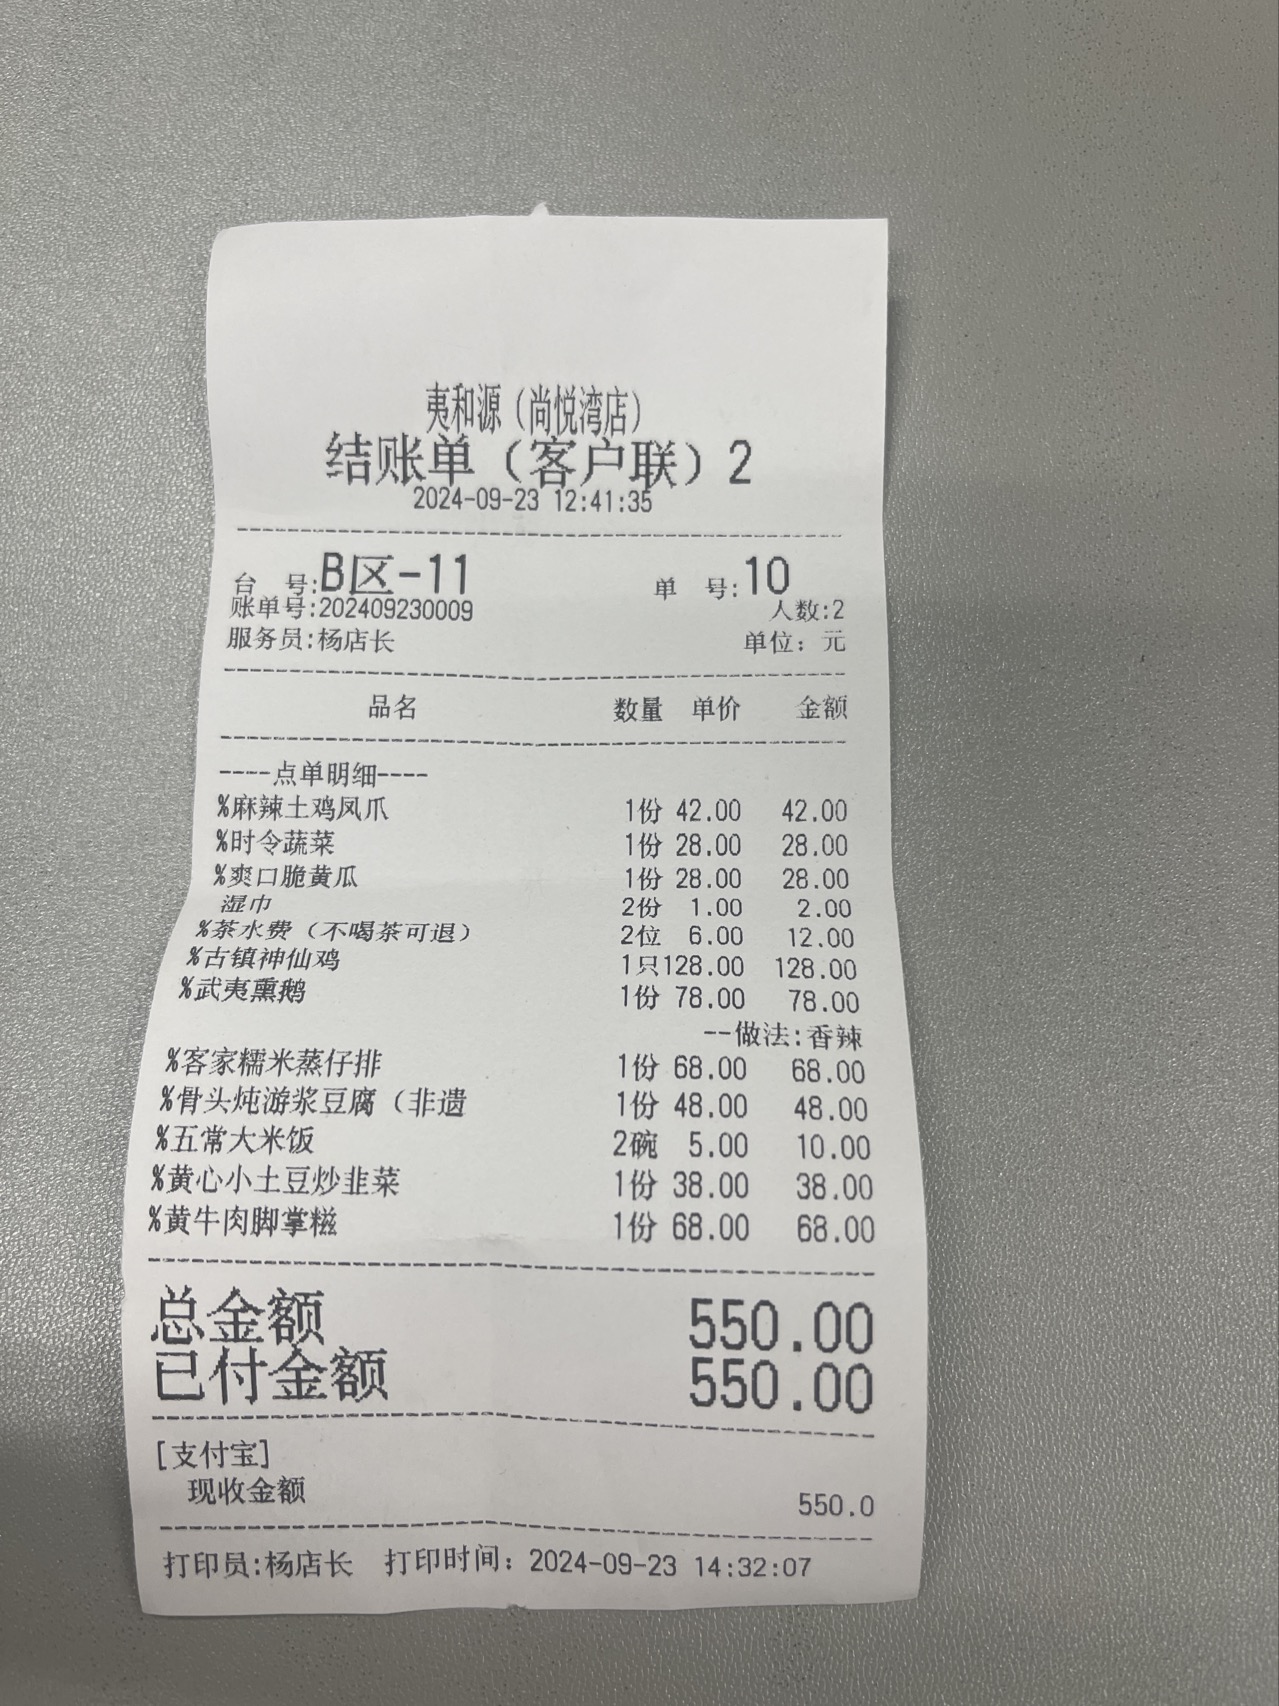 夷和源（尚悦湾店）
结账单（客户联）2
2024-09-23 12:41:35
台 号:B区-11 单 号:10
账单号:202409230009 人数:2
服务员:杨店长 单位：元
品名 数量 单价 金额
----点单明细----
%麻辣土鸡凤爪 1份 42.00 42.00
%时令蔬菜 1份 28.00 28.00
%爽口脆黄瓜 1份 28.00 28.00
湿巾 2份 1.00 2.00
%茶水费（不喝茶可退） 2位 6.00 12.00
%古镇神仙鸡 1只128.00 128.00
%武夷熏鹅 1份 78.00 78.00
--做法:香辣
%客家糯米蒸仔排 1份 68.00 68.00
%骨头炖游浆豆腐（非遗 1份 48.00 48.00
%五常大米饭 2碗 5.00 10.00
%黄心小土豆炒韭菜 1份 38.00 38.00
%黄牛肉脚掌糍 1份 68.00 68.00
总金额 550.00
已付金额 550.00
[支付宝]
现收金额 550.0
打印员:杨店长 打印时间：2024-09-23 14:32:07